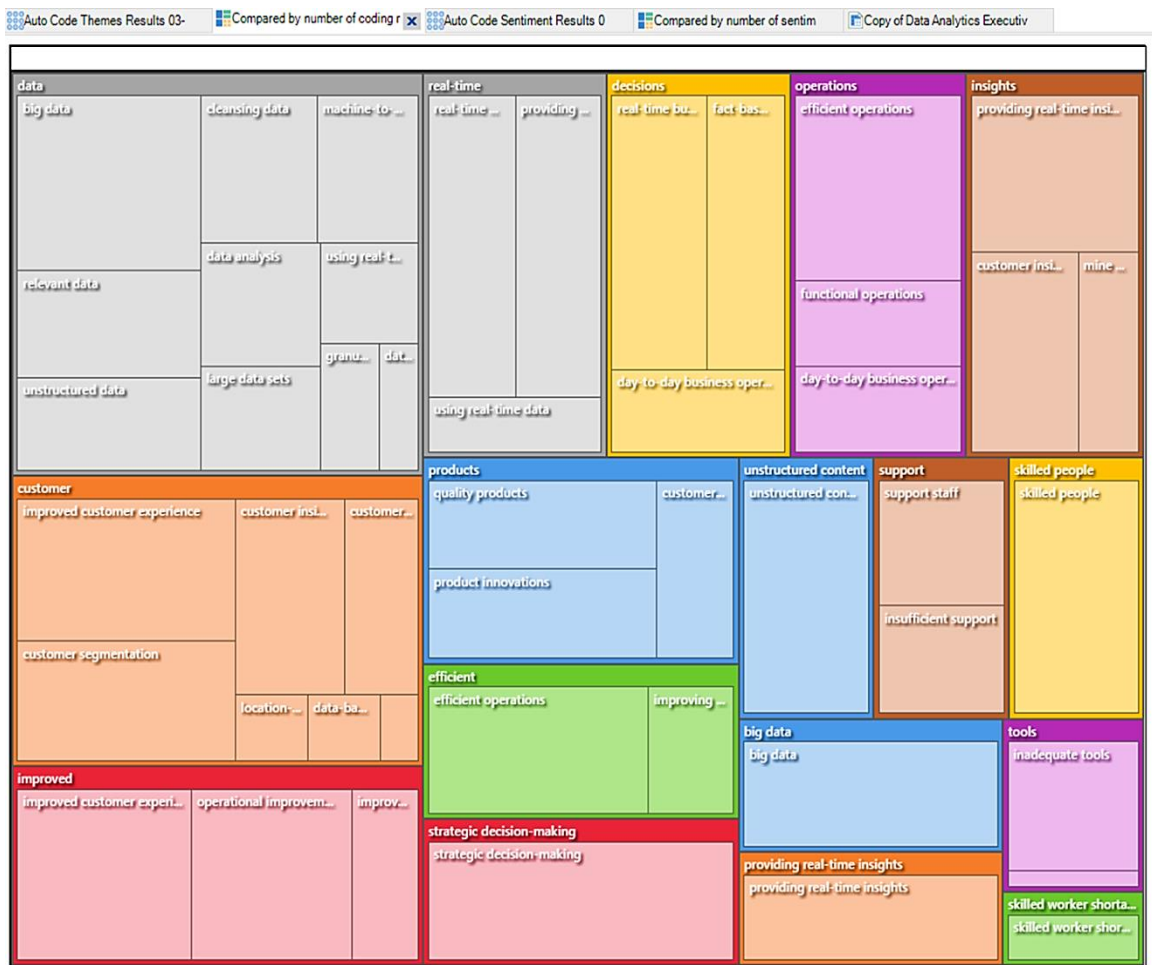 Auto Code Themes Results 03-
Compared by number of coding r
Auto Code Sentiment Results 0
Compared by number of sentim
Copy of Data Analytics Executiv
data
big data
cleansing data
machine-to-...
relevant data
data analysis
using real-t...
unstructured data
large data sets
granu...
dat...
real-time
real-time ...
providing ...
using real-time data
decisions
real-time bu...
fact-bas...
day-to-day business oper...
operations
efficient operations
functional operations
day-to-day business oper...
insights
providing real-time insi...
customer insi...
mine ...
customer
improved customer experience
customer insi...
customer...
customer segmentation
location-...
data-ba...
products
quality products
customer...
product innovations
unstructured content
unstructured con...
support
support staff
insufficient support
skilled people
skilled people
efficient
efficient operations
improving ...
big data
big data
tools
inadequate tools
improved
improved customer experi...
operational improvem...
improv...
strategic decision-making
strategic decision-making
providing real-time insights
providing real-time insights
skilled worker shorta...
skilled worker shor...